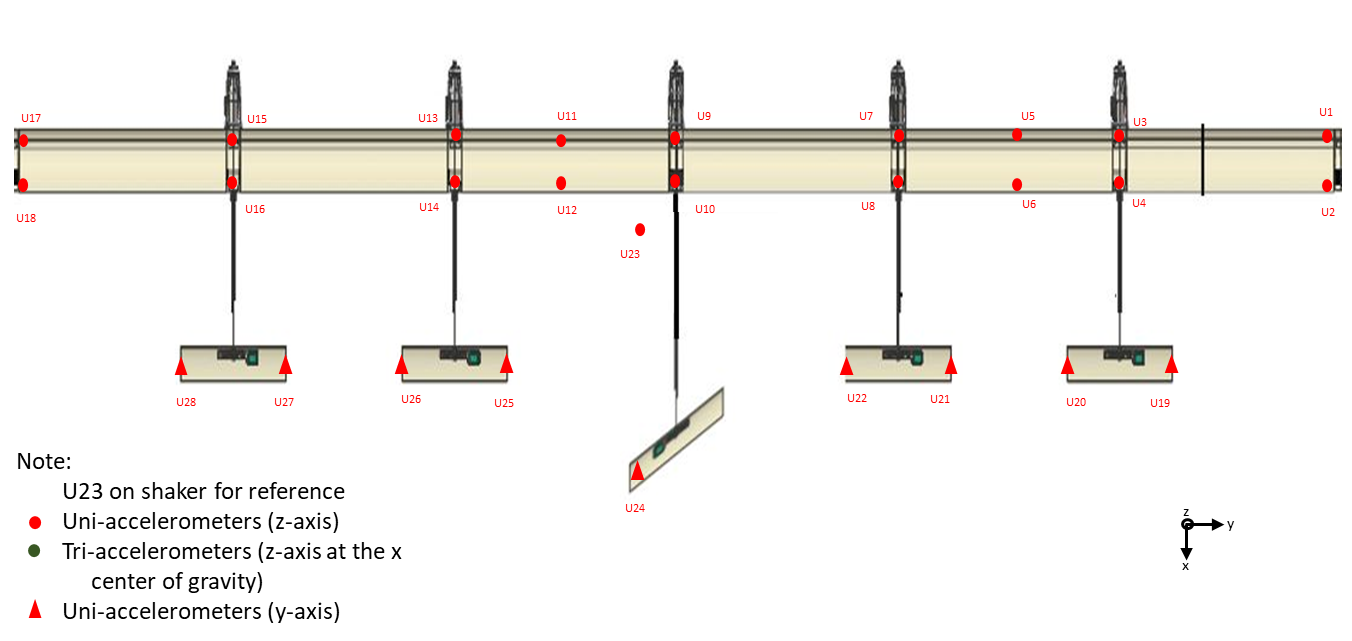 U17
U15
U13
U11
U9
U7
U5
U3
U1
U18
U16
U14
U12
U10
U8
U6
U4
U2
U23
U28
U27
U26
U25
U22
U21
U20
U19
U24
Note:
U23 on shaker for reference
Uni-accelerometers (z-axis)
Tri-accelerometers (z-axis at the x
center of gravity)
Uni-accelerometers (y-axis)
z
y
x